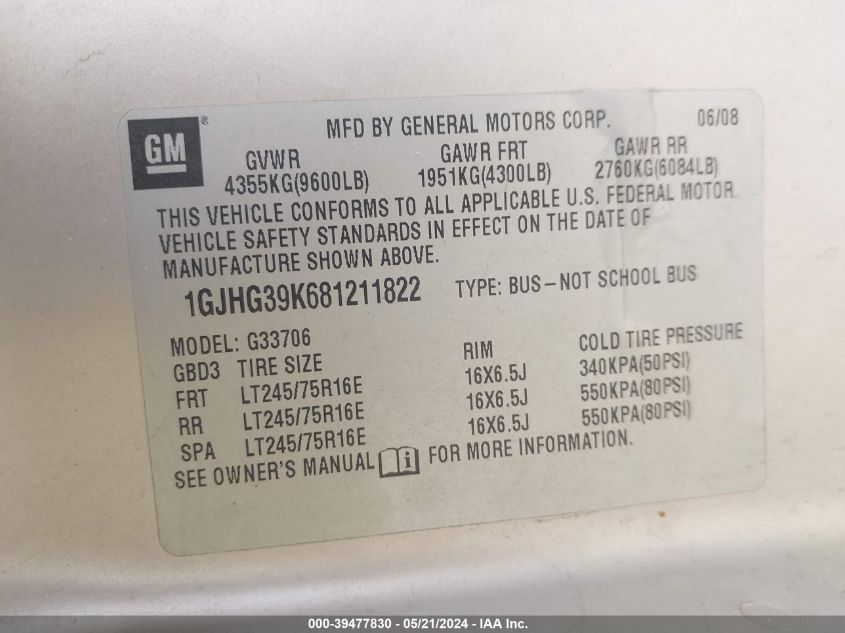 GM ® MFD BY GENERAL MOTORS CORP. 06/08
GVWR GAWR FRT GAWR RR
4355KG(9600LB) 1951KG(4300LB) 2760KG(6084LB)
THIS VEHICLE CONFORMS TO ALL APPLICABLE U.S. FEDERAL MOTOR
VEHICLE SAFETY STANDARDS IN EFFECT ON THE DATE OF
MANUFACTURE SHOWN ABOVE.
1GJHG39K681211822 TYPE: BUS-NOT SCHOOL BUS
MODEL: G33706
GBD3 TIRE SIZE RIM COLD TIRE PRESSURE
FRT LT245/75R16E 16X6.5J 340KPA(50PSI)
RR LT245/75R16E 16X6.5J 550KPA(80PSI)
SPA LT245/75R16E 16X6.5J 550KPA(80PSI)
SEE OWNER'S MANUAL i FOR MORE INFORMATION.
000-39477830 - 05/21/2024 - IAA Inc.